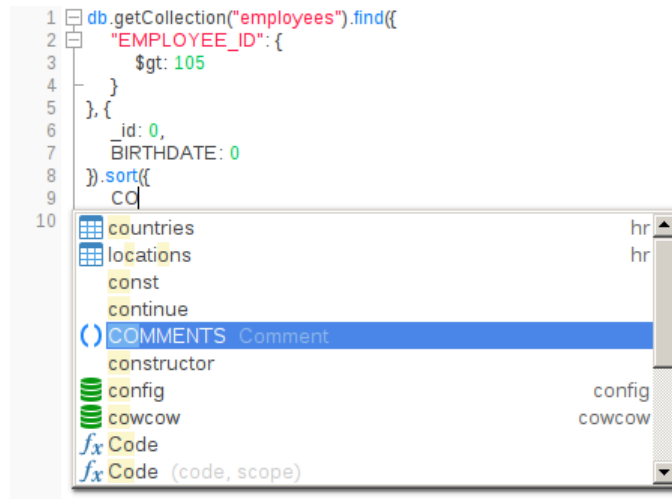 1 db.getCollection("employees").find({
2 "EMPLOYEE_ID": {
3 $gt: 105
4 }
5 }, {
6 _id: 0,
7 BIRTHDATE: 0
8 }).sort({
9 CO
10
countries hr
locations hr
const
continue
() COMMENTS Comment
constructor
config config
cowcow cowcow
fx Code
fx Code (code, scope)